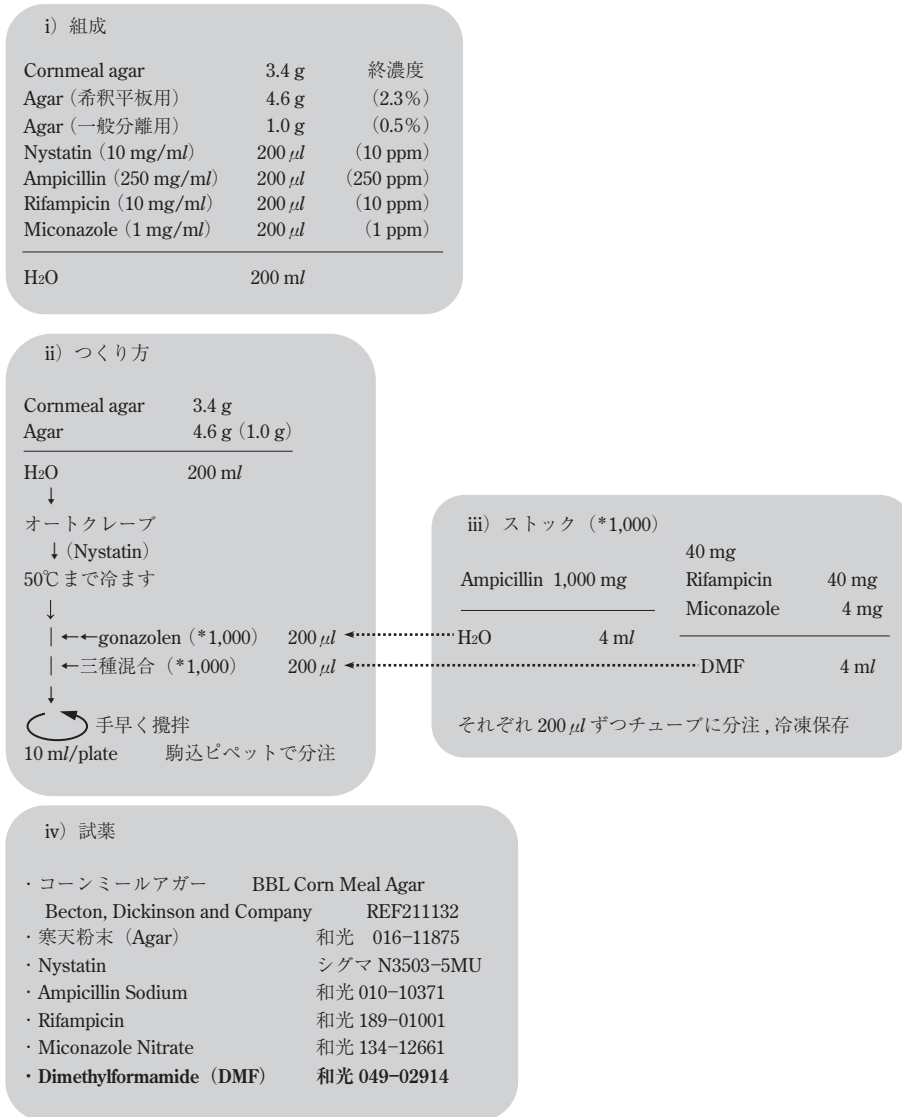 i）組成
Cornmeal agar 3.4 g 終濃度
Agar（希釈平板用） 4.6 g （2.3％）
Agar（一般分離用） 1.0 g （0.5％）
Nystatin（10 mg/ml） 200 μl （10 ppm）
Ampicillin（250 mg/ml） 200 μl （250 ppm）
Rifampicin（10 mg/ml） 200 μl （10 ppm）
Miconazole（1 mg/ml） 200 μl （1 ppm）
H2O 200 ml
ii）つくり方
Cornmeal agar 3.4 g
Agar 4.6 g（1.0 g）
H2O 200 ml
↓
オートクレーブ
↓（Nystatin）
50℃まで冷ます
↓
｜←←gonazolen（*1,000） 200 μl
｜←三種混合（*1,000） 200 μl
↓
手早く攪拌
10 ml/plate 駒込ピペットで分注
iii）ストック（*1,000）
40 mg
Ampicillin 1,000 mg Rifampicin 40 mg
Miconazole 4 mg
H2O 4 ml
DMF 4 ml
それぞれ 200 μl ずつチューブに分注 , 冷凍保存
iv）試薬
・コーンミールアガー BBL Corn Meal Agar
Becton, Dickinson and Company REF211132
・寒天粉末（Agar） 和光 016−11875
・Nystatin シグマ N3503−5MU
・Ampicillin Sodium 和光 010−10371
・Rifampicin 和光 189−01001
・Miconazole Nitrate 和光 134−12661
・Dimethylformamide（DMF） 和光 049−02914